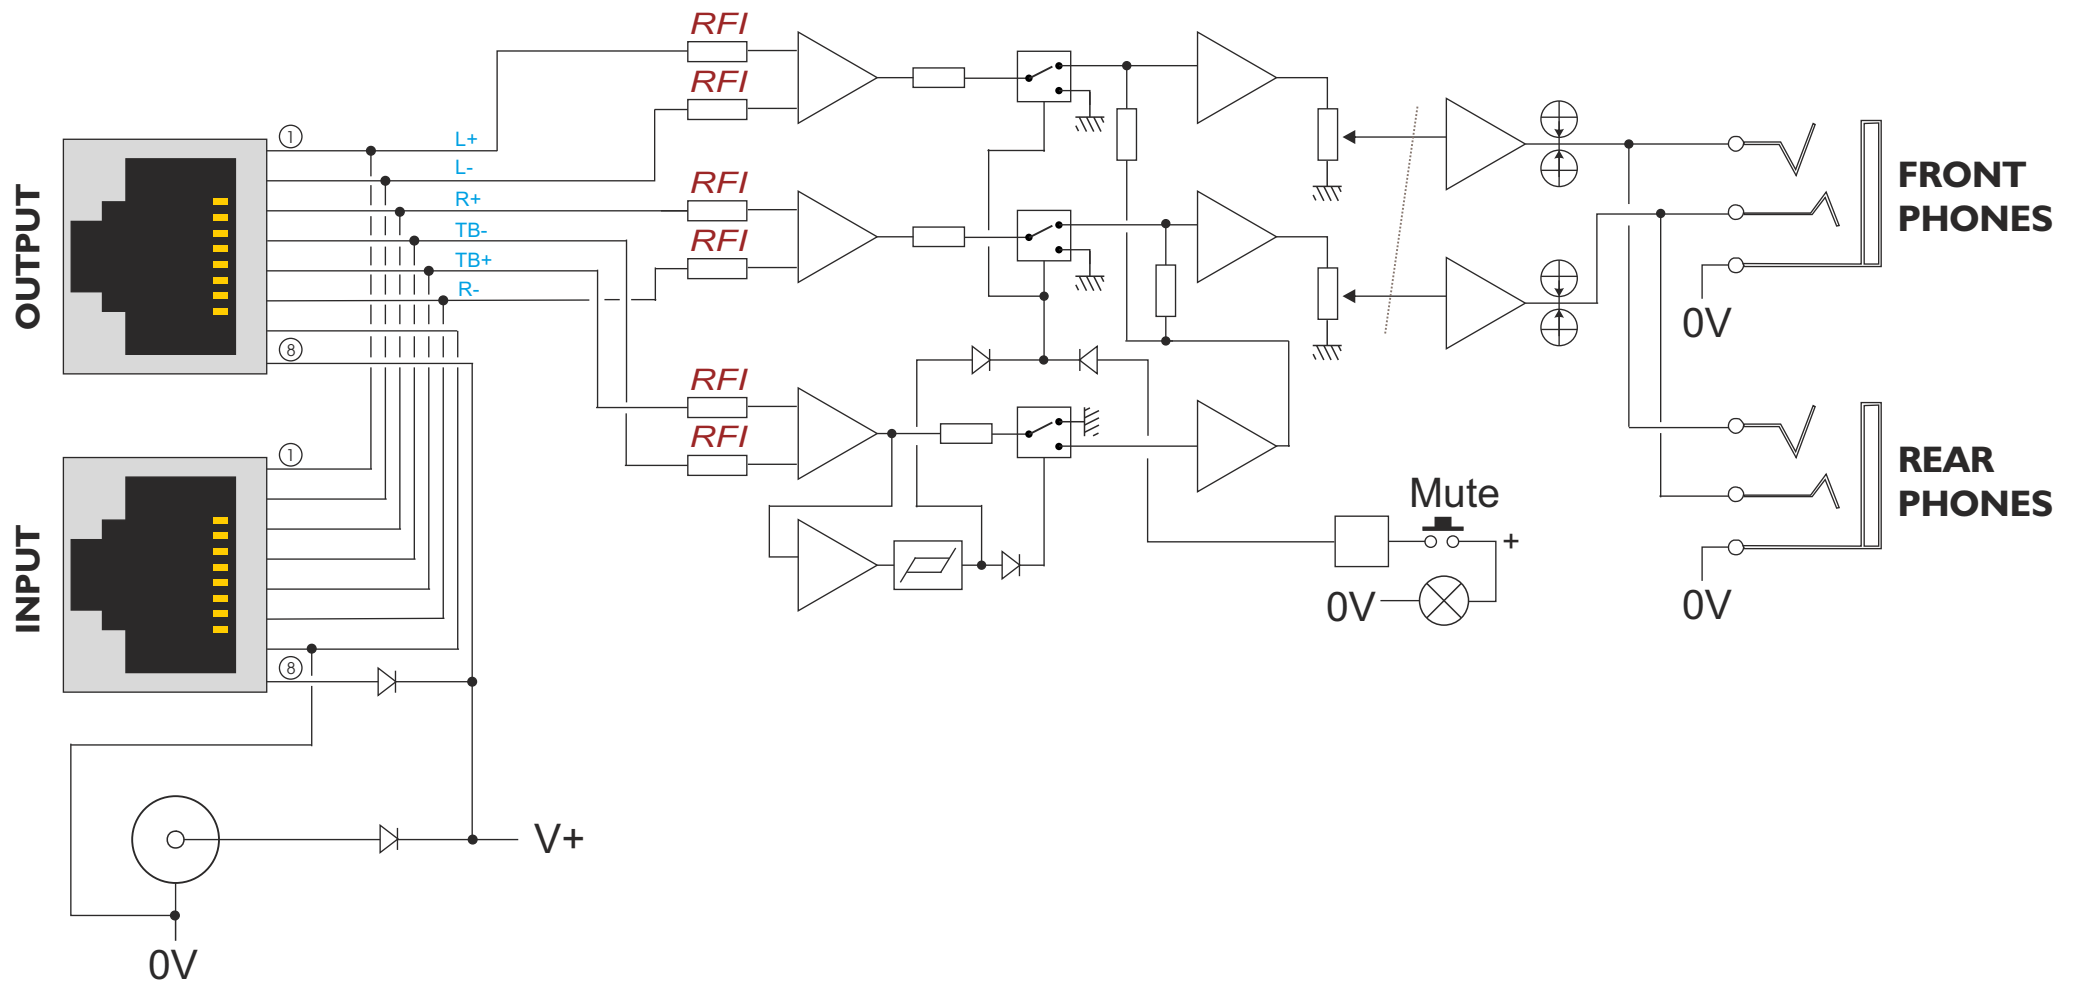 RFI
RFI
OUTPUT
1
L+
L-
R+
TB-
TB+
R-
8
RFI
RFI
RFI
RFI
FRONT
PHONES
0V
REAR
PHONES
0V
INPUT
1
8
Mute
+
0V
V+
0V